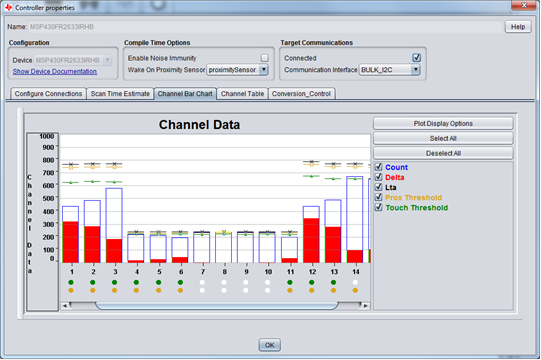 Controller properties
Name: MSP430FR2633IRHB
Help
Configuration
Compile Time Options
Target Communications
Device MSP430FR2633IRHB
Enable Noise Immunity
Connected
Show Device Documentation
Wake On Proximity Sensor proximitySensor
Communication Interface BULK_I2C
Configure Connections
Scan Time Estimate
Channel Bar Chart
Channel Table
Conversion_Control
Channel Data
Plot Display Options
Select All
Deselect All
Count
Delta
Lta
Prox Threshold
Touch Threshold
Channel Data
1000
900
800
700
600
500
400
300
200
100
0
1 2 3 4 5 6 7 8 9 10 11 12 13 14
OK